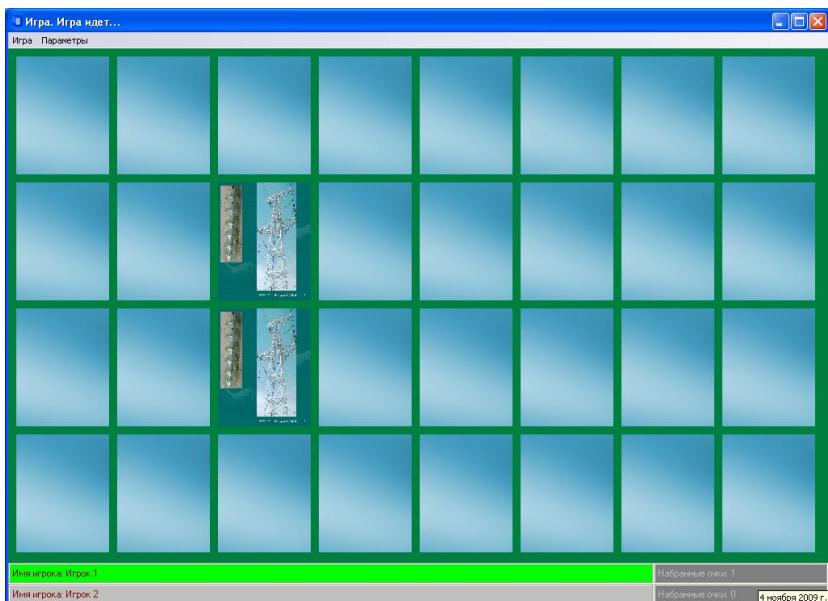 Игра. Игра идет...
Игра Параметры
Имя игрока: Игрок 1 Набранные очки: 1
Имя игрока: Игрок 2 Набранные очки: 0
4 ноября 2009 г.